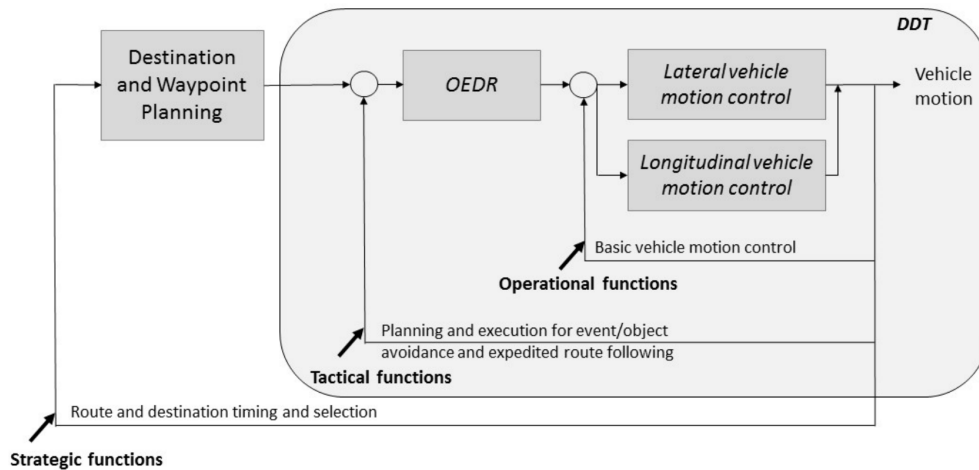 DDT
Destination
and Waypoint
Planning
OEDR
Lateral vehicle
motion control
Vehicle
motion
Longitudinal vehicle
motion control
Basic vehicle motion control
Operational functions
Planning and execution for event/object
avoidance and expedited route following
Tactical functions
Route and destination timing and selection
Strategic functions